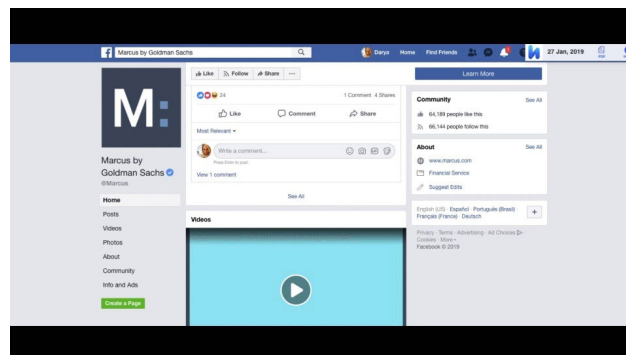 Marcus by Goldman Sachs
Darya Home Find Friends
27 Jan, 2019
Like Follow Share
Learn More
24
1 Comment 4 Shares
Like Comment Share
Most Relevant
Write a comment...
Press Enter to post.
View 1 comment
See All
Videos
M:
Marcus by
Goldman Sachs
@Marcus
Home
Posts
Videos
Photos
About
Community
Info and Ads
Create a Page
Community See All
64,189 people like this
66,144 people follow this
About See All
www.marcus.com
Financial Service
Suggest Edits
English (US) · Español · Português (Brasil) ·
Français (France) · Deutsch
Privacy · Terms · Advertising · Ad Choices ·
Cookies · More
Facebook © 2019